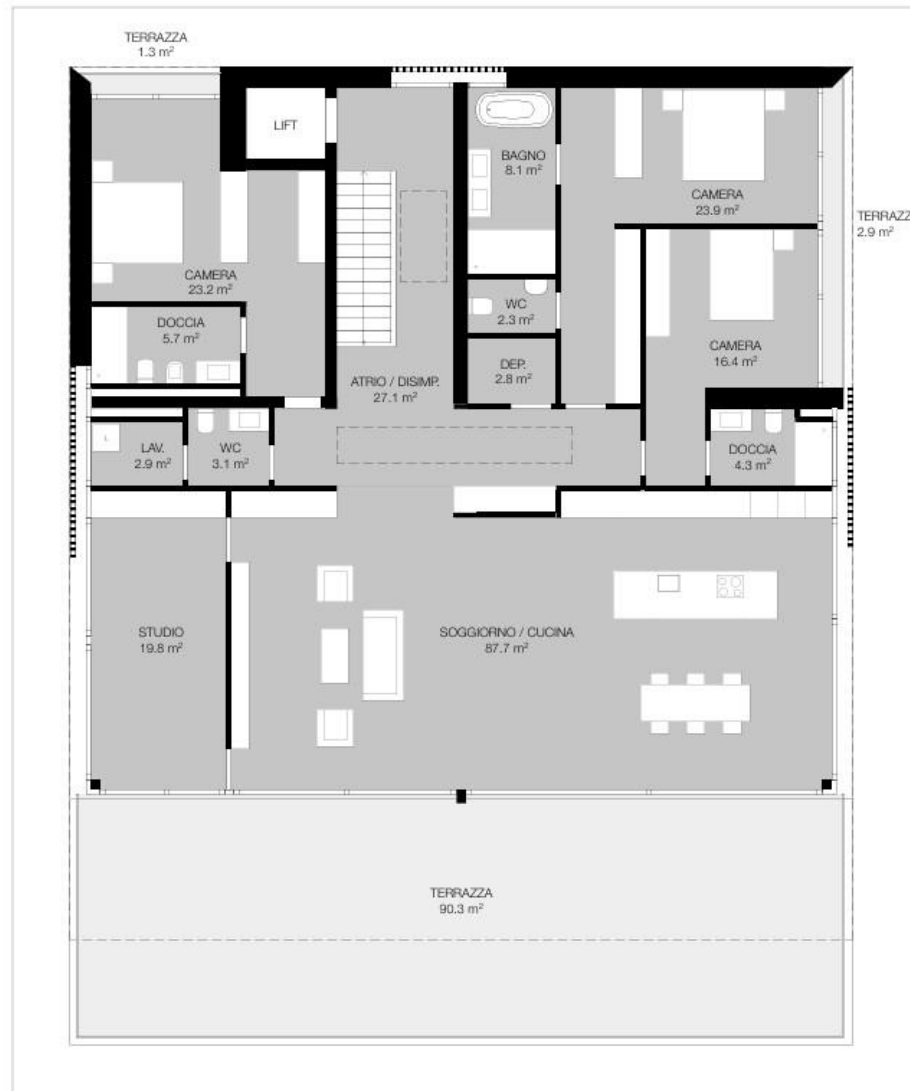 TERRAZZA
1.3 m²
LIFT
BAGNO
8.1 m²
CAMERA
23.9 m²
TERRAZZ
2.9 m²
CAMERA
23.2 m²
WC
2.3 m²
DOCCIA
5.7 m²
CAMERA
16.4 m²
DEP.
2.8 m²
ATRIO / DISIMP.
27.1 m²
LAV.
2.9 m²
L
WC
3.1 m²
DOCCIA
4.3 m²
STUDIO
19.8 m²
SOGGIORNO / CUCINA
87.7 m²
TERRAZZA
90.3 m²